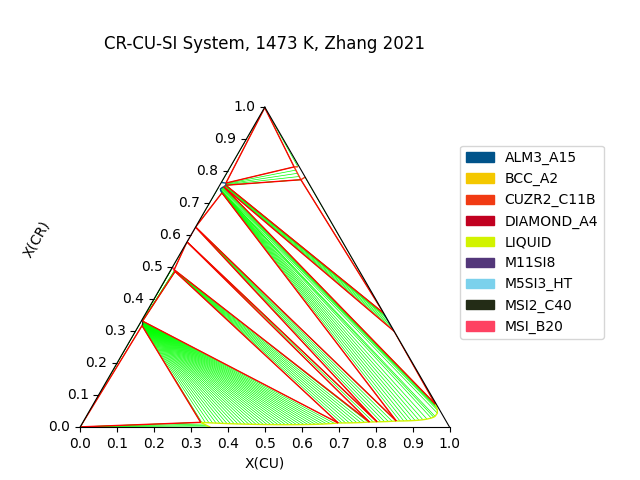 CR-CU-SI System, 1473 K, Zhang 2021
1.0
0.9
0.8
0.7
0.6
0.5
0.4
0.3
0.2
0.1
0.0
X(CR)
0.0 0.1 0.2 0.3 0.4 0.5 0.6 0.7 0.8 0.9 1.0
X(CU)
ALM3_A15
BCC_A2
CUZR2_C11B
DIAMOND_A4
LIQUID
M11SI8
M5SI3_HT
MSI2_C40
MSI_B20